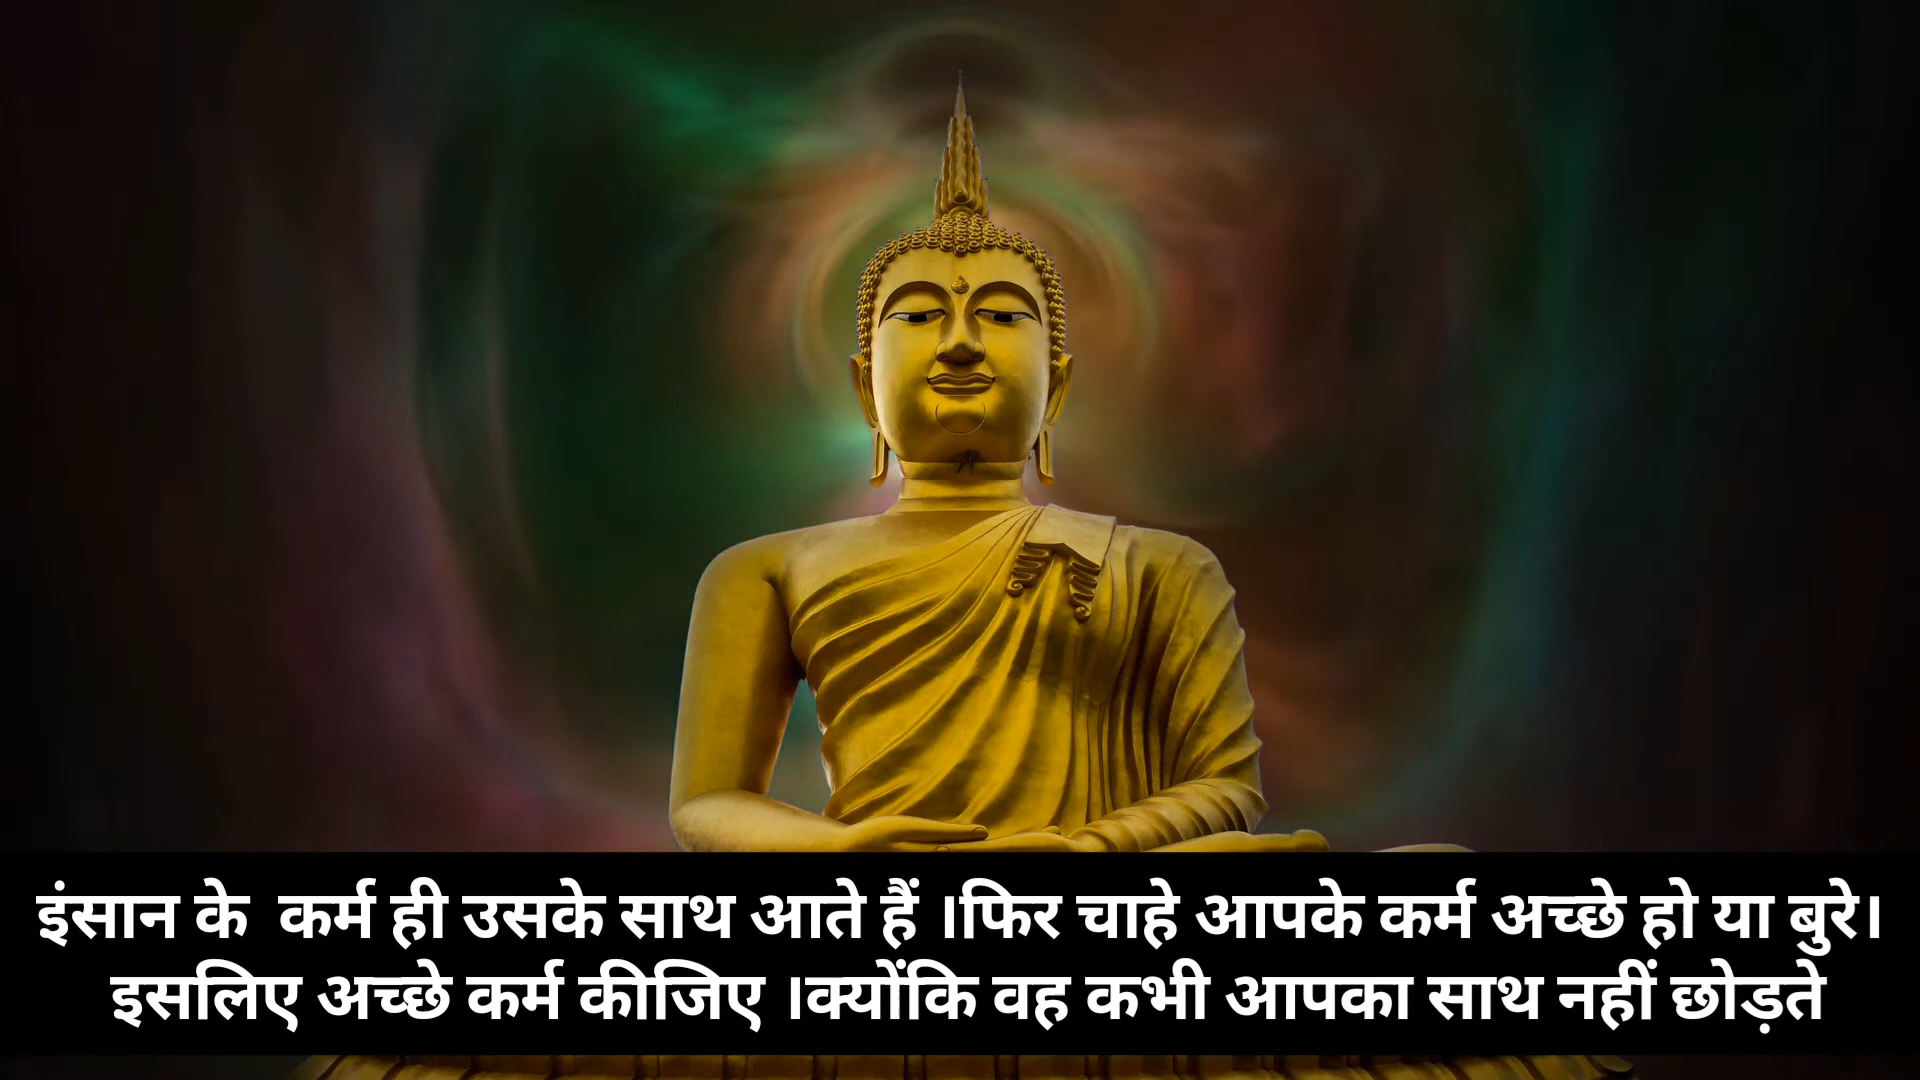 इंसान के  कर्म ही उसके साथ आते हैं ।फिर चाहे आपके कर्म अच्छे हो या बुरे।
इसलिए अच्छे कर्म कीजिए ।क्योंकि वह कभी आपका साथ नहीं छोड़ते